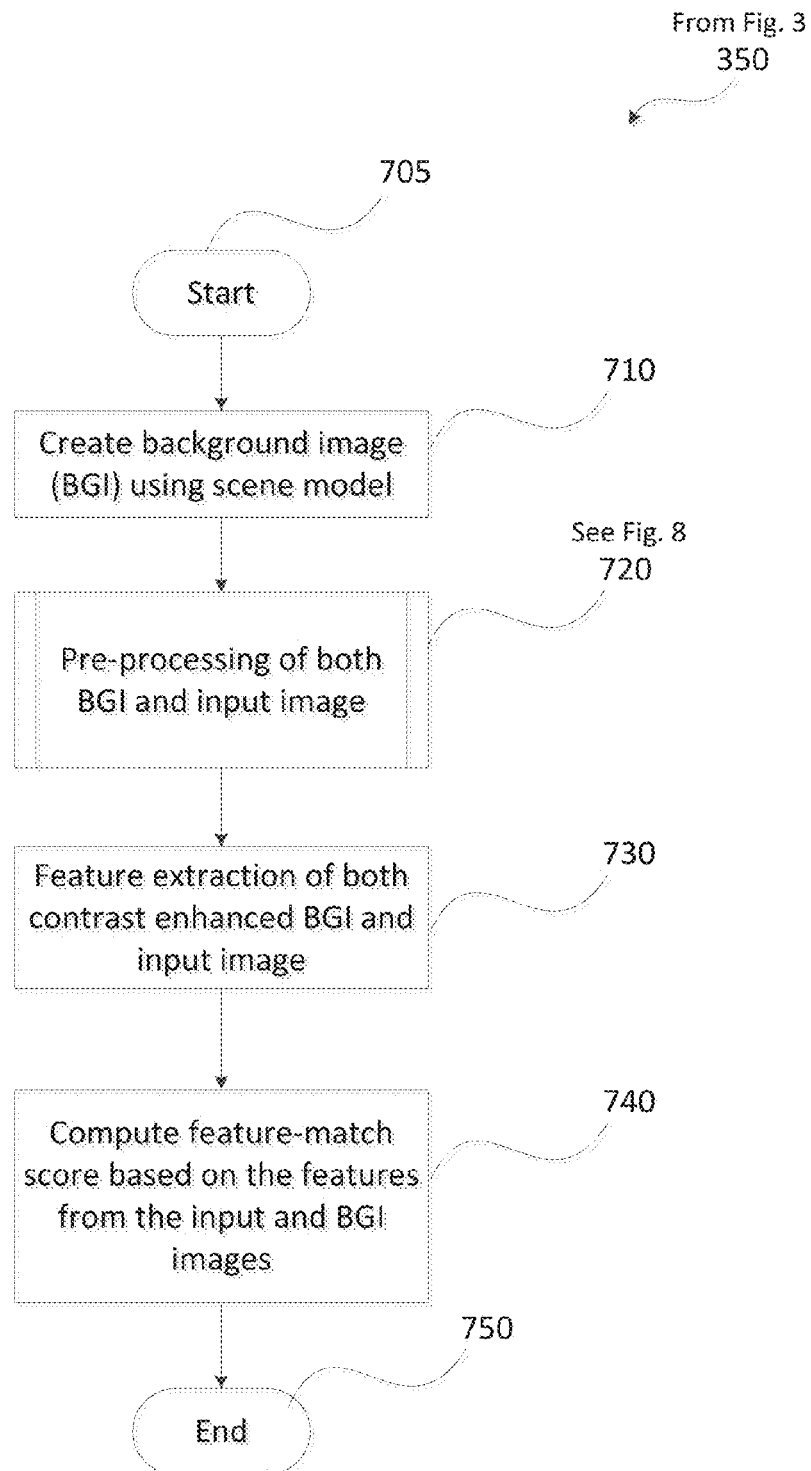 From Fig. 3
350
705
Start
710
Create background image
(BGI) using scene model
See Fig. 8
720
Pre-processing of both
BGI and input image
730
Feature extraction of both
contrast enhanced BGI and
input image
740
Compute feature-match
score based on the features
from the input and BGI
images
750
End